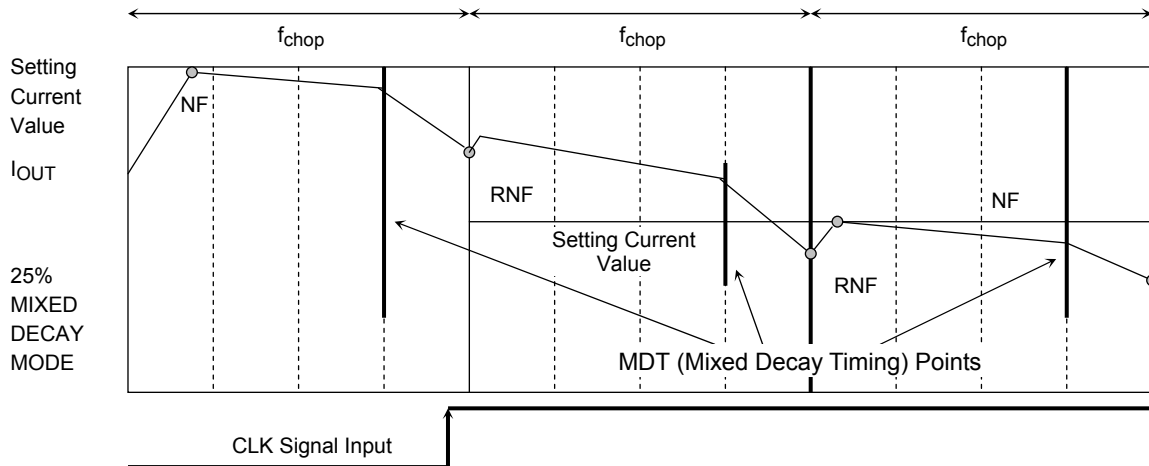 fchop
fchop
fchop
Setting
Current
Value
IOUT
25%
MIXED
DECAY
MODE
NF
RNF
Setting Current
Value
NF
RNF
MDT (Mixed Decay Timing) Points
CLK Signal Input